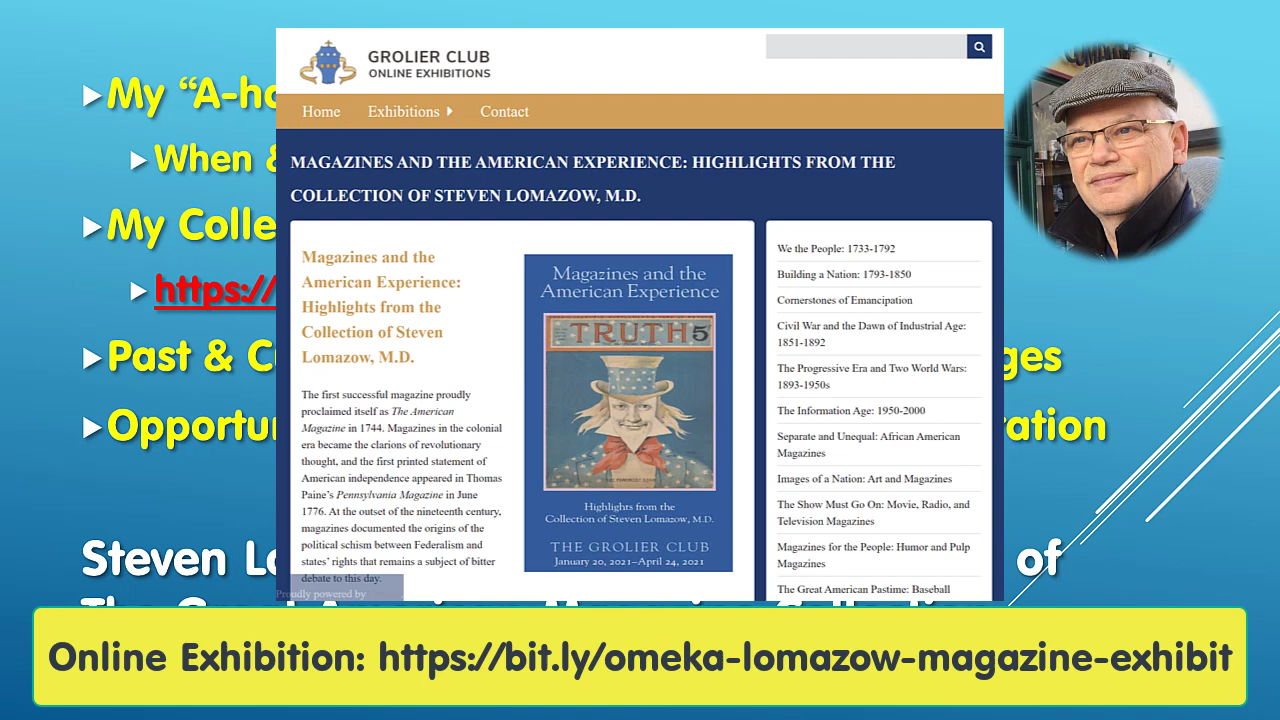 GROLIER CLUB
ONLINE EXHIBITIONS
Home Exhibitions Contact
MAGAZINES AND THE AMERICAN EXPERIENCE: HIGHLIGHTS FROM THE
COLLECTION OF STEVEN LOMAZOW, M.D.
Magazines and the
American Experience:
Highlights from the
Collection of Steven
Lomazow, M.D.
The first successful magazine proudly
proclaimed itself as The American
Magazine in 1744. Magazines in the colonial
era became the clarions of revolutionary
thought, and the first printed statement of
American independence appeared in Thomas
Paine's Pennsylvania Magazine in June
1776. At the outset of the nineteenth century,
magazines documented the origins of the
political schism between Federalism and
states' rights that remains a subject of bitter
debate to this day.
Proudly powered by
Magazines and the
American Experience
TRUTH 5¢
Highlights from the
Collection of Steven Lomazow, M.D.
THE GROLIER CLUB
January 20, 2021–April 24, 2021
We the People: 1733-1792
Building a Nation: 1793-1850
Cornerstones of Emancipation
Civil War and the Dawn of Industrial Age:
1851-1892
The Progressive Era and Two World Wars:
1893-1950s
The Information Age: 1950-2000
Separate and Unequal: African American
Magazines
Images of a Nation: Art and Magazines
The Show Must Go On: Movie, Radio, and
Television Magazines
Magazines for the People: Humor and Pulp
Magazines
The Great American Pastime: Baseball
My “A-
When &
My Colle
https://
Past & C
Opportu
Steven L
of
Online Exhibition: https://bit.ly/omeka-lomazow-magazine-exhibit